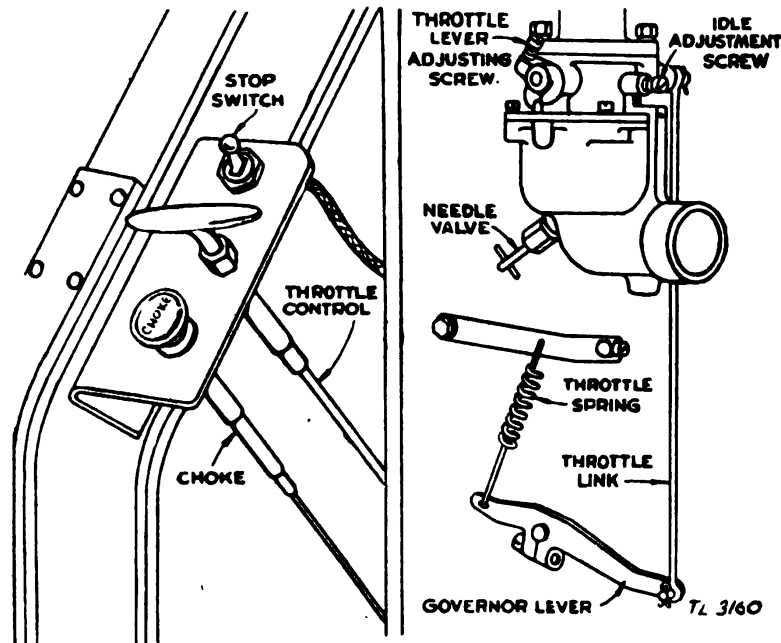 STOP
SWITCH
CHOKE
THROTTLE
CONTROL
CHOKE
THROTTLE
LEVER
ADJUSTING
SCREW.
IDLE
ADJUSTMENT
SCREW
NEEDLE
VALVE
THROTTLE
SPRING
THROTTLE
LINK
GOVERNOR LEVER
TL 3160